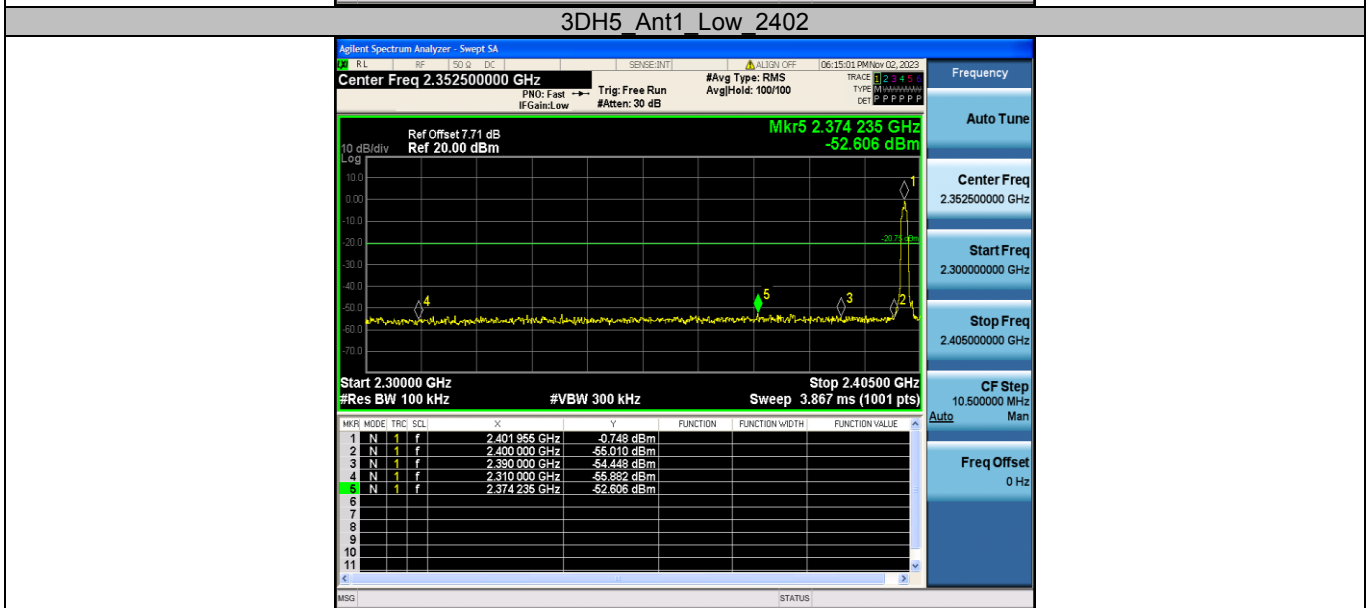 3DH5_Ant1_Low_2402
Agilent Spectrum Analyzer - Swept SA
RL RF 50 Ω DC SENSE:INT ALIGN OFF 06:15:01 PM Nov 02, 2023
Center Freq 2.352500000 GHz
PNO: Fast
IFGain:Low
Trig: Free Run
#Atten: 30 dB
#Avg Type: RMS
Avg|Hold: 100/100
TRACE 1 2 3 4 5 6
TYPE M
DET P P P P P P
Ref Offset 7.71 dB
10 dB/div Ref 20.00 dBm
Log
Mkr5 2.374 235 GHz
-52.606 dBm
10.0
0.00
-10.0
-20.0
-30.0
-40.0
-50.0
-60.0
-70.0
-20.75 dBm
1
4
5
3
2
Start 2.30000 GHz Stop 2.40500 GHz
#Res BW 100 kHz #VBW 300 kHz Sweep 3.867 ms (1001 pts)
MKR MODE TRC SCL X Y FUNCTION FUNCTION WIDTH FUNCTION VALUE
1 N 1 f 2.401 955 GHz -0.748 dBm
2 N 1 f 2.400 000 GHz -55.010 dBm
3 N 1 f 2.390 000 GHz -54.448 dBm
4 N 1 f 2.310 000 GHz -55.882 dBm
5 N 1 f 2.374 235 GHz -52.606 dBm
6
7
8
9
10
11
MSG STATUS
Frequency
Auto Tune
Center Freq
2.352500000 GHz
Start Freq
2.300000000 GHz
Stop Freq
2.405000000 GHz
CF Step
10.500000 MHz
Auto Man
Freq Offset
0 Hz